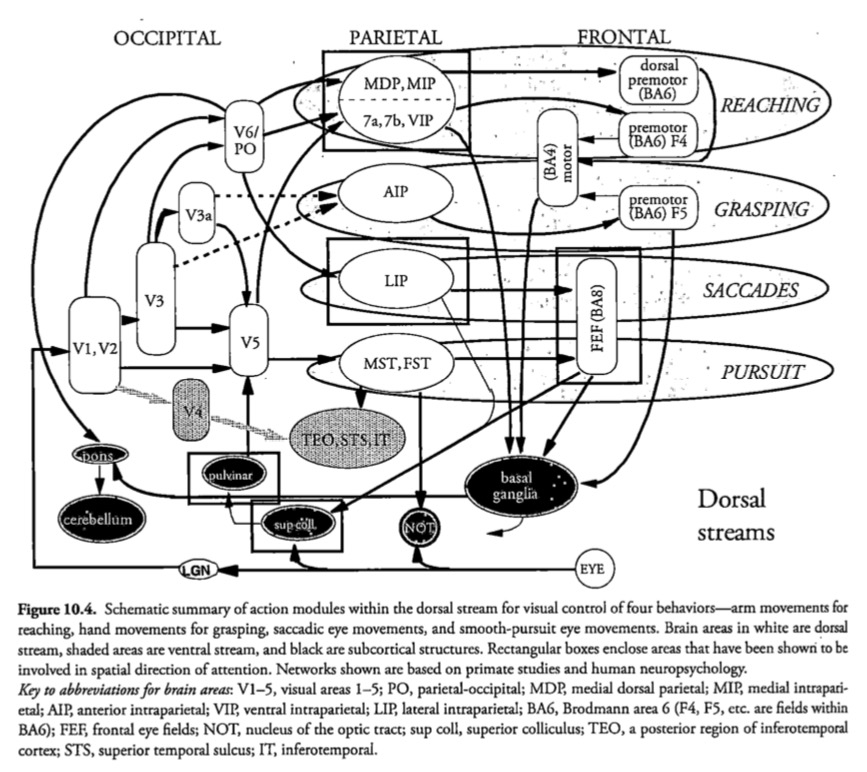 OCCIPITAL PARIETAL FRONTAL
MDP, MIP
7a, 7b, VIP
dorsal
premotor
(BA6)
REACHING
V6/
PO
premotor
(BA6) F4
(BA4)
motor
AIP
V3a
premotor
(BA6) F5
GRASPING
V3
LIP
FEF (BA8)
SACCADES
V1, V2
V5
MST, FST
PURSUIT
V4
TEO, STS, IT
pons
pulvinar
basal
ganglia
cerebellum
sup coll.
NOT
Dorsal
streams
LGN
EYE
Figure 10.4. Schematic summary of action modules within the dorsal stream for visual control of four behaviors—arm movements for
reaching, hand movements for grasping, saccadic eye movements, and smooth-pursuit eye movements. Brain areas in white are dorsal
stream, shaded areas are ventral stream, and black are subcortical structures. Rectangular boxes enclose areas that have been shown to be
involved in spatial direction of attention. Networks shown are based on primate studies and human neuropsychology.
Key to abbreviations for brain areas: V1–5, visual areas 1–5; PO, parietal-occipital; MDP, medial dorsal parietal; MIP, medial intrapari-
etal; AIP, anterior intraparietal; VIP, ventral intraparietal; LIP, lateral intraparietal; BA6, Brodmann area 6 (F4, F5, etc. are fields within
BA6); FEF, frontal eye fields; NOT, nucleus of the optic tract; sup coll, superior colliculus; TEO, a posterior region of inferotemporal
cortex; STS, superior temporal sulcus; IT, inferotemporal.